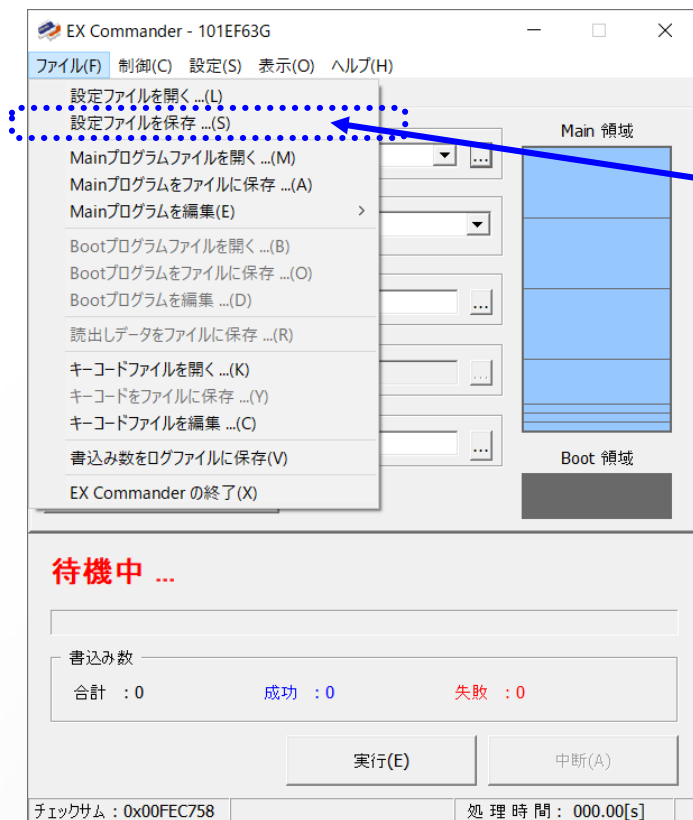 EX Commander - 101EF63G
ファイル(F) 制御(C) 設定(S) 表示(O) ヘルプ(H)
設定ファイルを開く ...(L)
設定ファイルを保存 ...(S)
Mainプログラムファイルを開く ...(M)
Mainプログラムをファイルに保存 ...(A)
Mainプログラムを編集(E)
Bootプログラムファイルを開く ...(B)
Bootプログラムをファイルに保存 ...(O)
Bootプログラムを編集 ...(D)
読出しデータをファイルに保存 ...(R)
キーコードファイルを開く ...(K)
キーコードをファイルに保存 ...(Y)
キーコードファイルを編集 ...(C)
書込み数をログファイルに保存(V)
EX Commander の終了(X)
...
...
...
...
Main 領域
Boot 領域
待機中 ...
書込み数
合計 : 0 成功 : 0 失敗 : 0
実行(E) 中断(A)
チェックサム : 0x00FEC758 処 理 時 間 : 000.00[s]